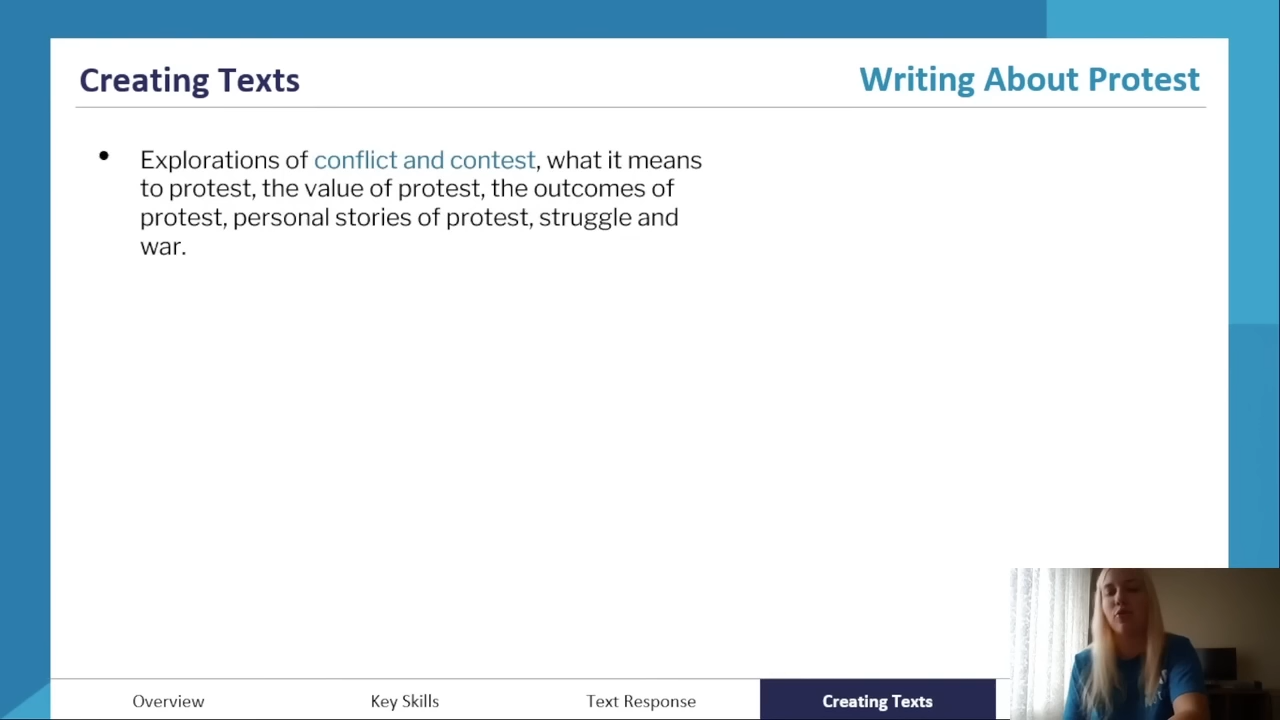 Creating Texts
Writing About Protest
• Explorations of conflict and contest, what it means
to protest, the value of protest, the outcomes of
protest, personal stories of protest, struggle and
war.
Overview
Key Skills
Text Response
Creating Texts